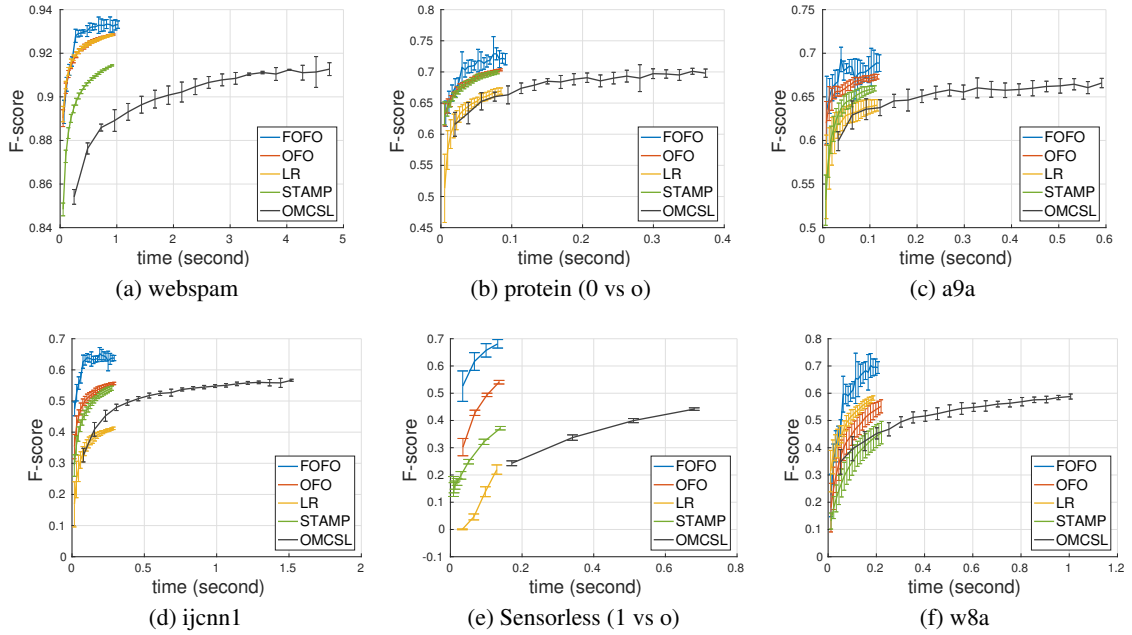 0.94
0.92
0.9
0.88
0.86
0.84
F-score
0 1 2 3 4 5
time (second)
FOFO
OFO
LR
STAMP
OMCSL
(a) webspam
0.8
0.75
0.7
0.65
0.6
0.55
0.5
0.45
F-score
0 0.1 0.2 0.3 0.4
time (second)
FOFO
OFO
LR
STAMP
OMCSL
(b) protein (0 vs o)
0.75
0.7
0.65
0.6
0.55
0.5
F-score
0 0.1 0.2 0.3 0.4 0.5 0.6
time (second)
FOFO
OFO
LR
STAMP
OMCSL
(c) a9a
0.7
0.6
0.5
0.4
0.3
0.2
0.1
0
F-score
0 0.5 1 1.5 2
time (second)
FOFO
OFO
LR
STAMP
OMCSL
(d) ijcnn1
0.7
0.6
0.5
0.4
0.3
0.2
0.1
0
-0.1
F-score
0 0.2 0.4 0.6 0.8
time (second)
FOFO
OFO
LR
STAMP
OMCSL
(e) Sensorless (1 vs o)
0.8
0.7
0.6
0.5
0.4
0.3
0.2
0.1
0
F-score
0 0.2 0.4 0.6 0.8 1 1.2
time (second)
FOFO
OFO
LR
STAMP
OMCSL
(f) w8a